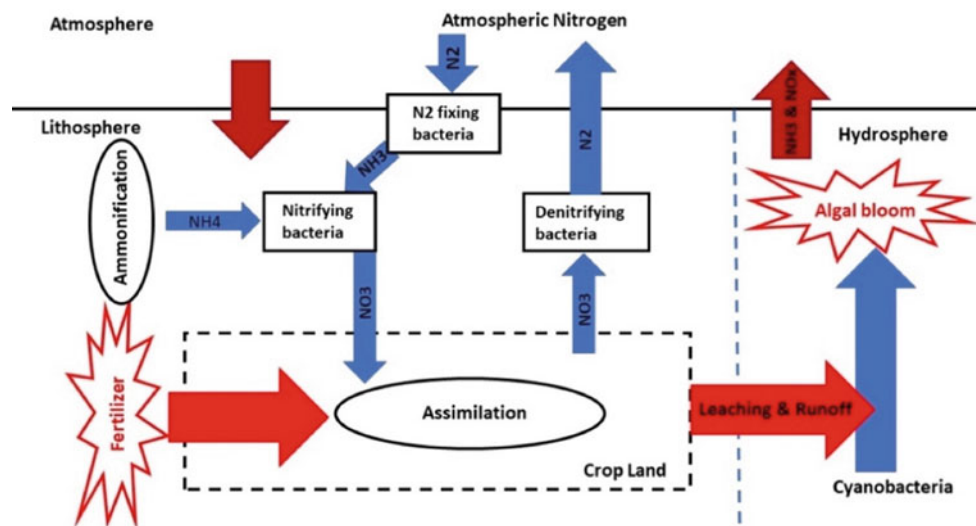 Atmosphere
Atmospheric Nitrogen
N2
N2 fixing
bacteria
Lithosphere
Hydrosphere
NH3 & NOx
NH3
N2
Ammonification
NH4
Nitrifying
bacteria
Denitrifying
bacteria
Algal bloom
NO3
NO3
Fertilizer
Assimilation
Leaching & Runoff
Crop Land
Cyanobacteria